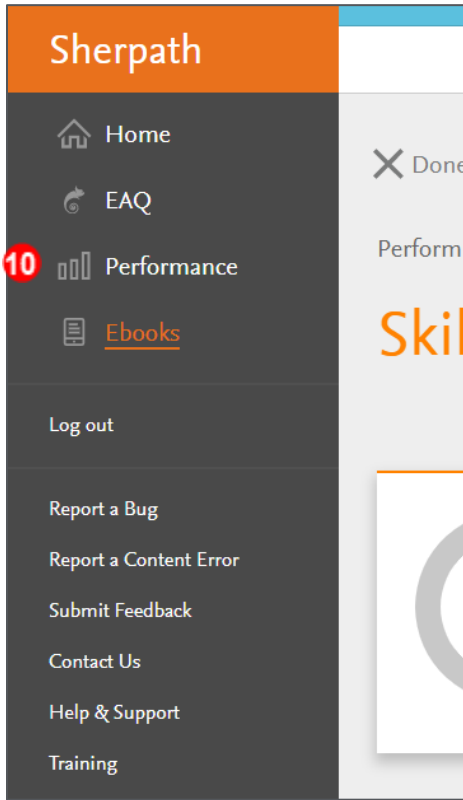 Sherpath
Home
EAQ
10 Performance
Ebooks
Log out
Report a Bug
Report a Content Error
Submit Feedback
Contact Us
Help & Support
Training
Done
Perform
Skil